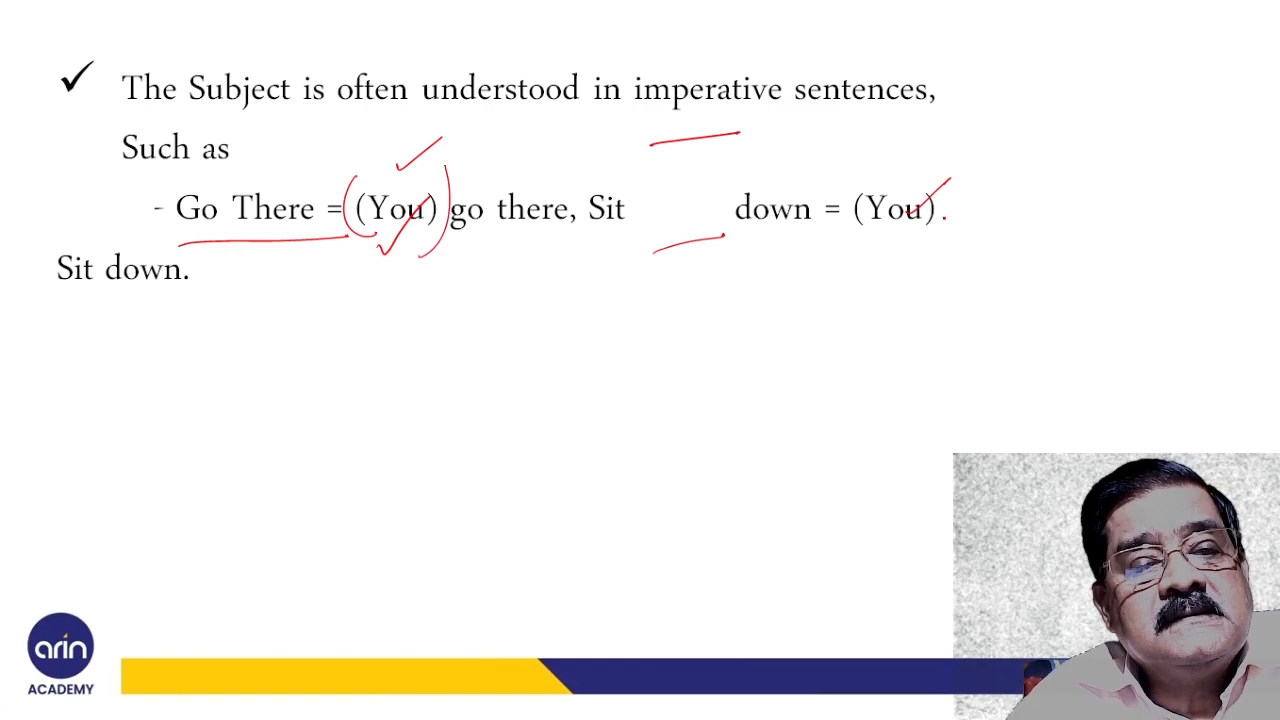 The Subject is often understood in imperative sentences,
Such as
- Go There = (You) go there, Sit down = (You).
Sit down.
arin
ACADEMY